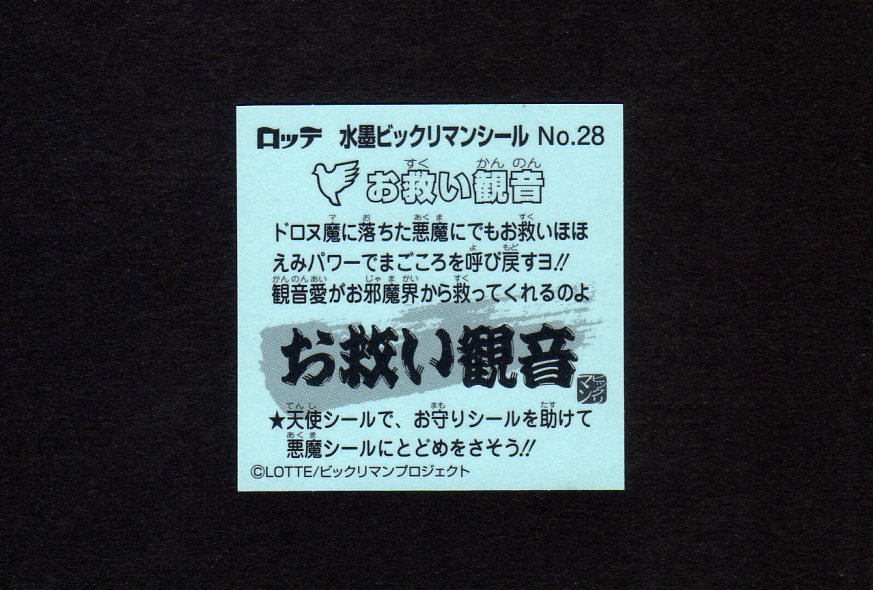 ロッテ 水墨ビックリマンシール No.28
お救い観音
ドロヌ魔に落ちた悪魔にでもお救いほほ
えみパワーでまごころを呼び戻すヨ!!
観音愛がお邪魔界から救ってくれるのよ
お救い観音
ビックリマン
★天使シールで、お守りシールを助けて
悪魔シールにとどめをさそう!!
©LOTTE/ビックリマンプロジェクト